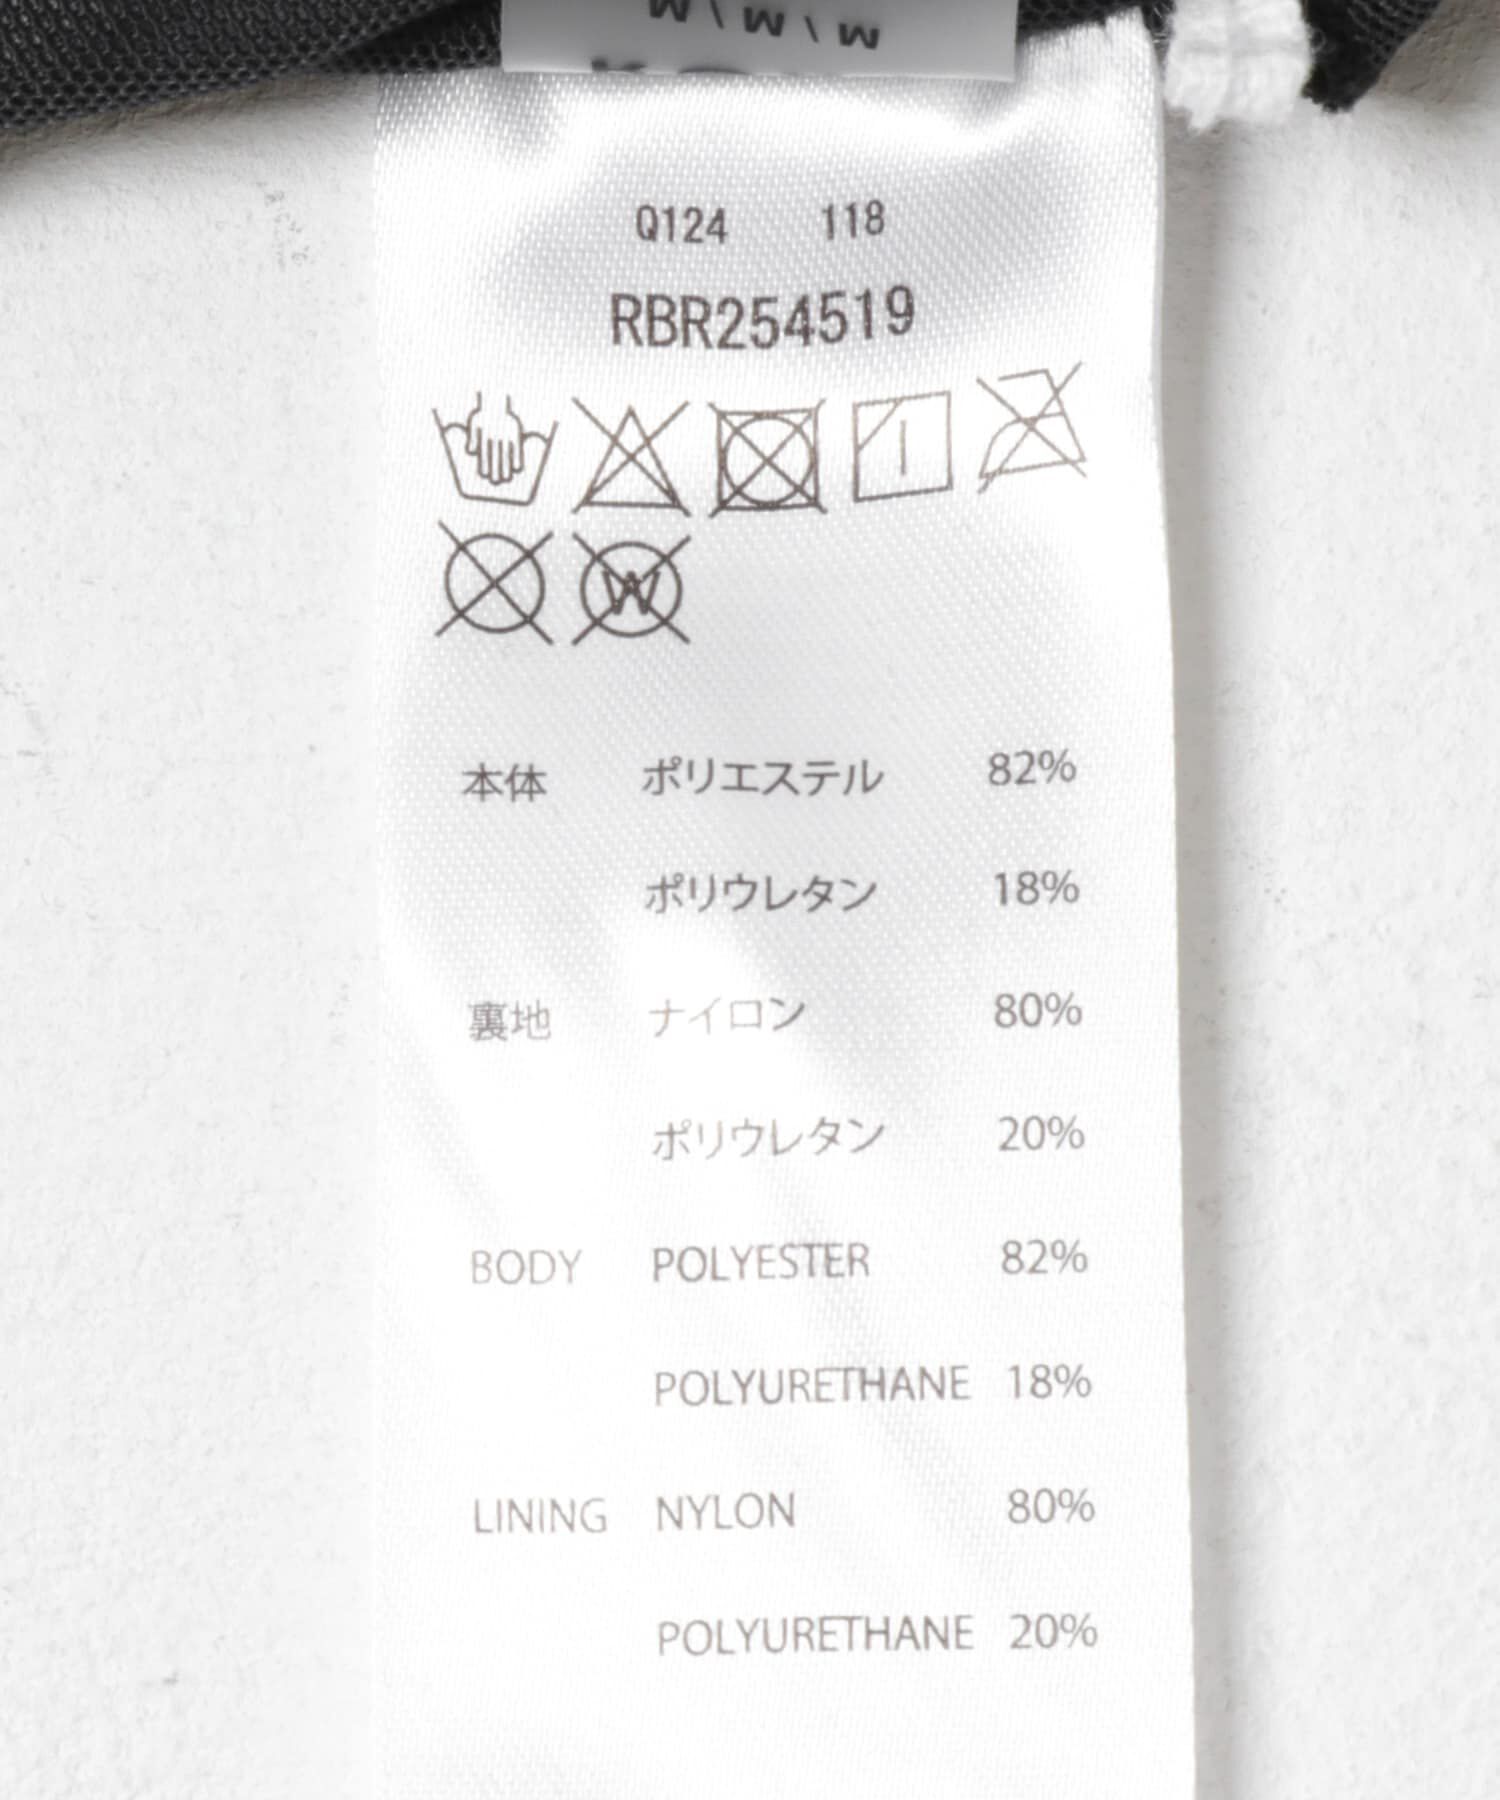 M / M / M
Q124 118
RBR254519
W
本体 ポリエステル 82%
ポリウレタン 18%
裏地 ナイロン 80%
ポリウレタン 20%
BODY POLYESTER 82%
POLYURETHANE 18%
LINING NYLON 80%
POLYURETHANE 20%